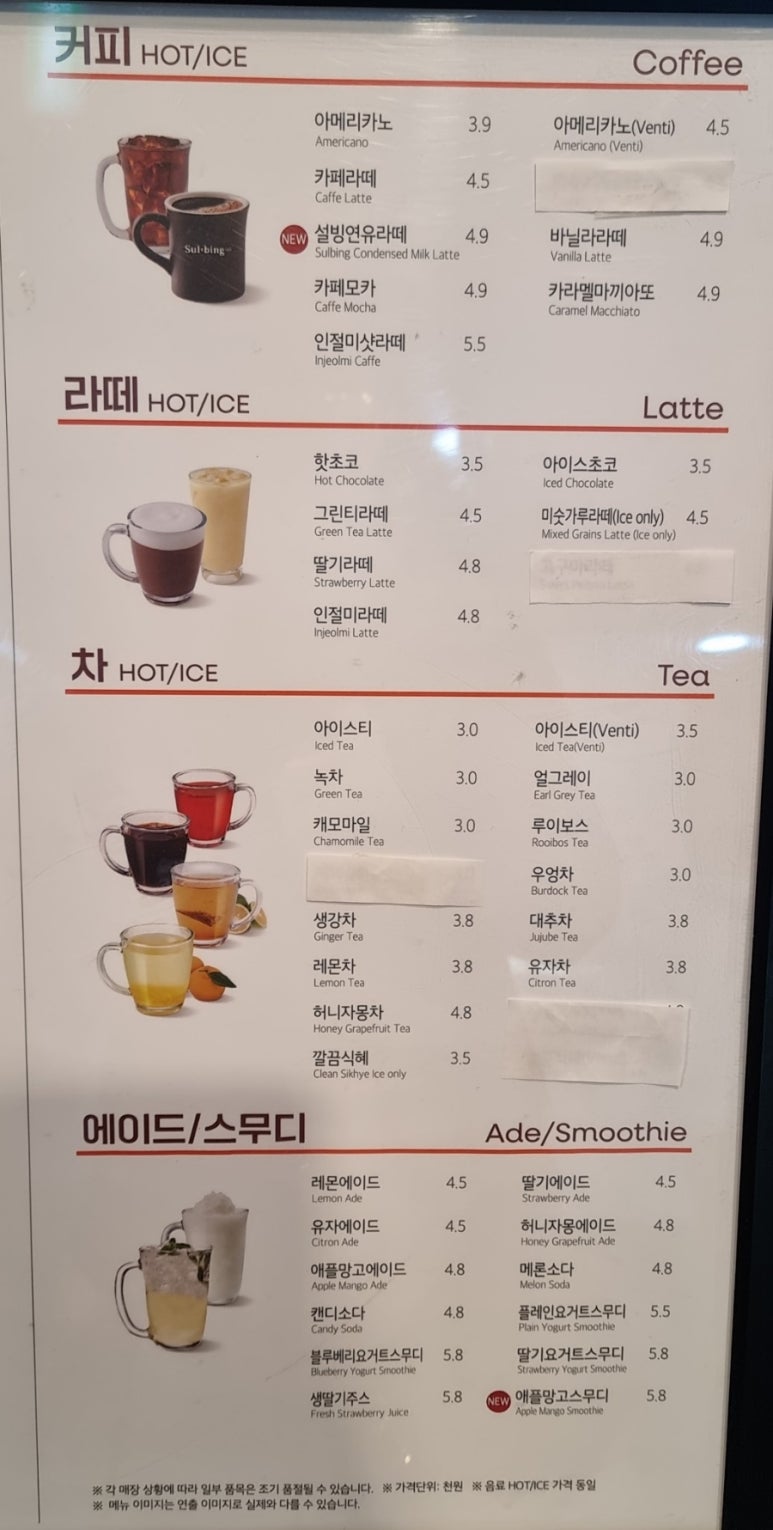 커피 HOT/ICE Coffee
아메리카노 3.9 아메리카노(Venti) 4.5
Americano Americano (Venti)
카페라떼 4.5
Caffe Latte
Sul·bing
NEW 설빙연유라떼 4.9 바닐라라떼 4.9
Sulbing Condensed Milk Latte Vanilla Latte
카페모카 4.9 카라멜마끼아또 4.9
Caffe Mocha Caramel Macchiato
인절미샷라떼 5.5
Injeolmi Caffe
라떼 HOT/ICE Latte
핫초코 3.5 아이스초코 3.5
Hot Chocolate Iced Chocolate
그린티라떼 4.5 미숫가루라떼(Ice only) 4.5
Green Tea Latte Mixed Grains Latte (Ice only)
딸기라떼 4.8
Strawberry Latte
인절미라떼 4.8
Injeolmi Latte
차 HOT/ICE Tea
아이스티 3.0 아이스티(Venti) 3.5
Iced Tea Iced Tea(Venti)
녹차 3.0 얼그레이 3.0
Green Tea Earl Grey Tea
캐모마일 3.0 루이보스 3.0
Chamomile Tea Rooibos Tea
우엉차 3.0
Burdock Tea
생강차 3.8 대추차 3.8
Ginger Tea Jujube Tea
레몬차 3.8 유자차 3.8
Lemon Tea Citron Tea
허니자몽차 4.8
Honey Grapefruit Tea
깔끔식혜 3.5
Clean Sikhye Ice only
에이드/스무디 Ade/Smoothie
레몬에이드 4.5 딸기에이드 4.5
Lemon Ade Strawberry Ade
유자에이드 4.5 허니자몽에이드 4.8
Citron Ade Honey Grapefruit Ade
애플망고에이드 4.8 메론소다 4.8
Apple Mango Ade Melon Soda
캔디소다 4.8 플레인요거트스무디 5.5
Candy Soda Plain Yogurt Smoothie
블루베리요거트스무디 5.8 딸기요거트스무디 5.8
Blueberry Yogurt Smoothie Strawberry Yogurt Smoothie
생딸기주스 5.8 NEW 애플망고스무디 5.8
Fresh Strawberry Juice Apple Mango Smoothie
※ 각 매장 상황에 따라 일부 품목은 조기 품절될 수 있습니다. ※ 가격단위: 천원 ※ 음료 HOT/ICE 가격 동일
※ 메뉴 이미지는 연출 이미지로 실제와 다를 수 있습니다.